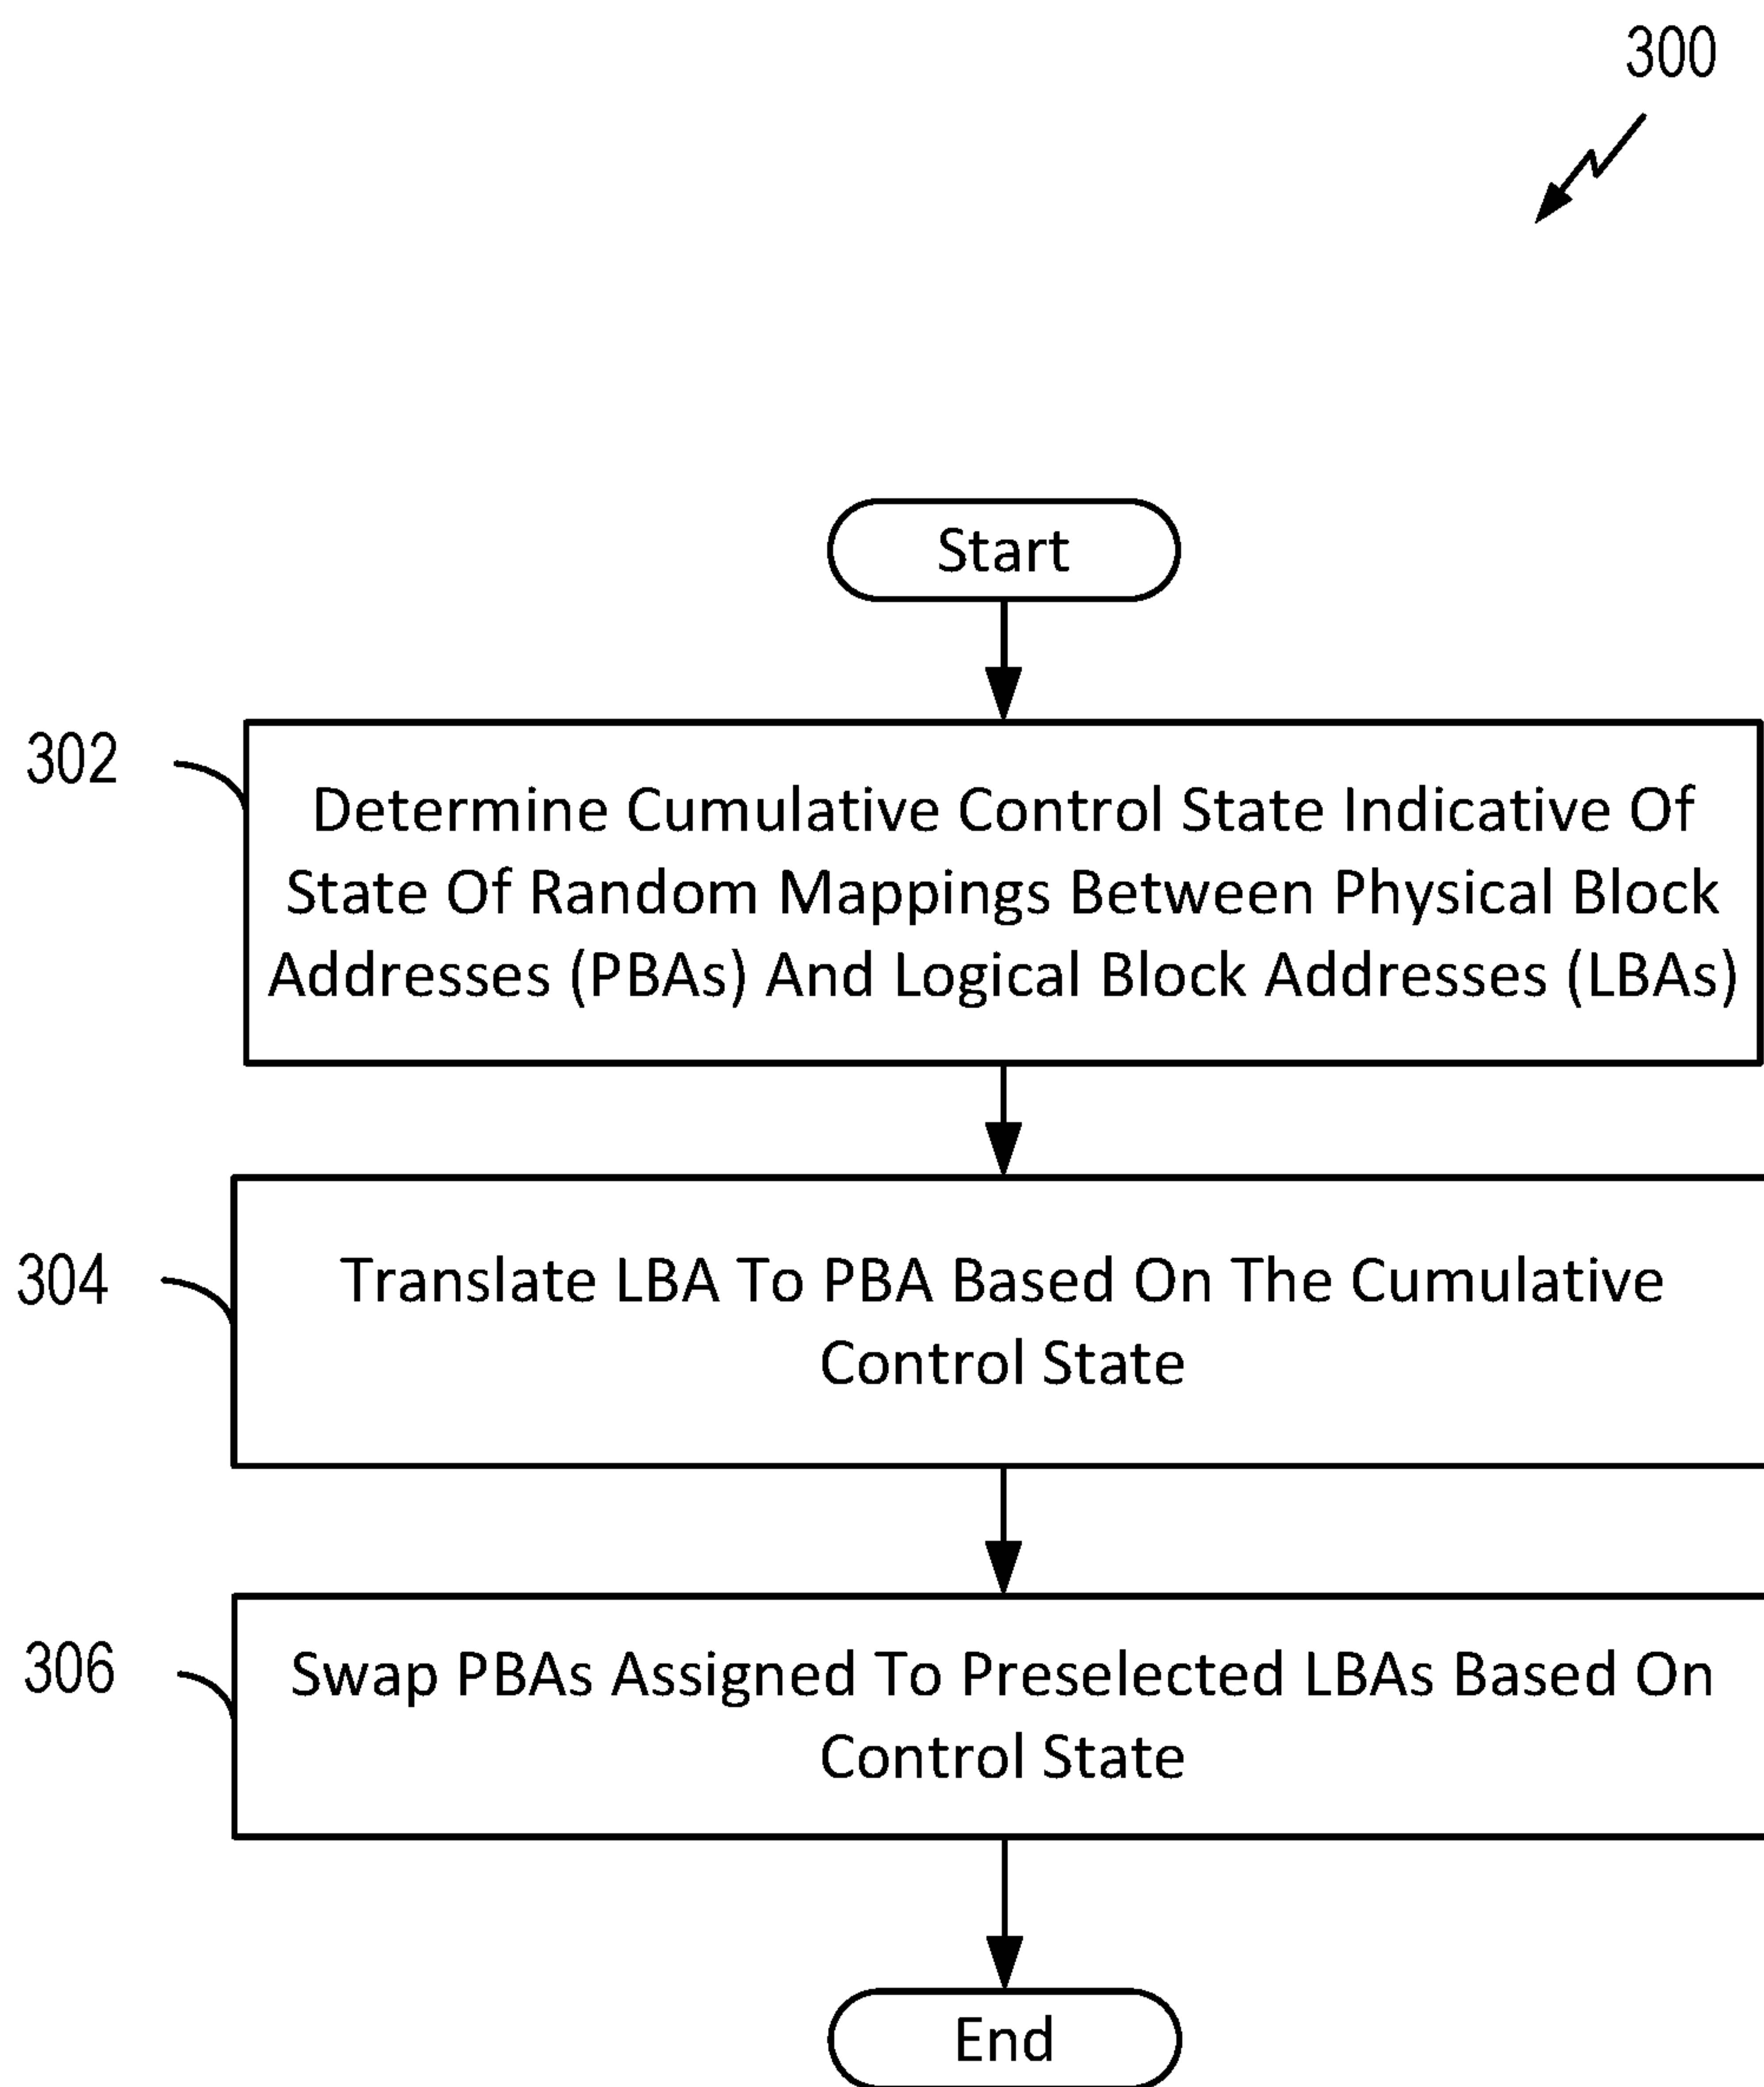 300
Start
302
Determine Cumulative Control State Indicative Of
State Of Random Mappings Between Physical Block
Addresses (PBAs) And Logical Block Addresses (LBAs)
304
Translate LBA To PBA Based On The Cumulative
Control State
306
Swap PBAs Assigned To Preselected LBAs Based On
Control State
End